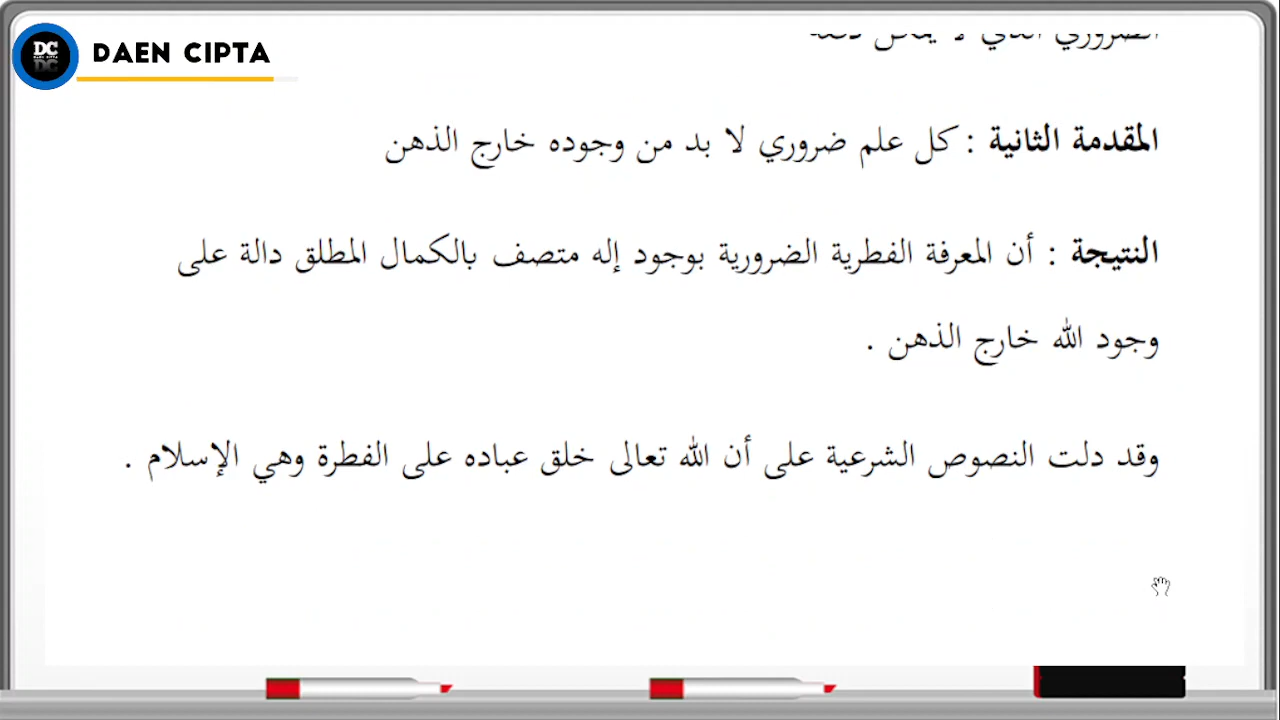 DC
DAEN CIPTA
المقدمة الثانية : كل علم ضروري لا بد من وجوده خارج الذهن
النتيجة : أن المعرفة الفطرية الضرورية بوجود إله متصف بالكمال المطلق دالة على
وجود الله خارج الذهن .
وقد دلت النصوص الشرعية على أن الله تعالى خلق عباده على الفطرة وهي الإسلام .